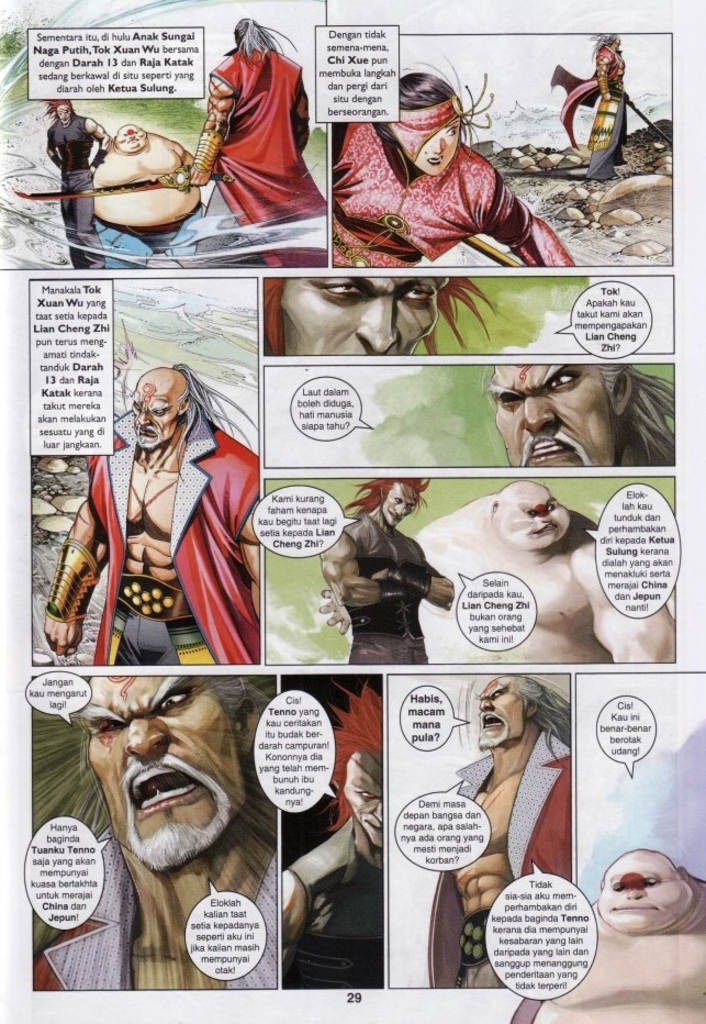 Sementara itu, di hulu Anak Sungai
Naga Putih, Tok Xuan Wu bersama
dengan Darah 13 dan Raja Katak
sedang berkawal di situ seperti yang
diarah oleh Ketua Sulung.
Dengan tidak
semena-mena,
Chi Xue pun
membuka langkah
dan pergi dari
situ dengan
berseorangan.
Manakala Tok
Xuan Wu yang
taat setia kepada
Lian Cheng Zhi
pun terus meng-
amati tindak-
tanduk Darah
13 dan Raja
Katak kerana
takut mereka
akan melakukan
sesuatu yang di
luar jangkaan.
Tok!
Apakah kau
takut kami akan
mempengapakan
Lian Cheng
Zhi?
Laut dalam
boleh diduga,
hati manusia
siapa tahu?
Kami kurang
faham kenapa
kau begitu taat
setia kepada Lian
Cheng Zhi?
Selain
daripada kau,
Lian Cheng Zhi
bukan orang
yang sehebat
kami ini!
Elok-
lah kau
tunduk dan
perhambakan
diri kepada Ketua
Sulung kerana
dialah yang akan
menakluki serta
merajai China
dan Jepun
nanti!
Jangan
kau mengarut
lagi!
Hanya
baginda
Tuanku Tenno
saja yang akan
mempunyai
kuasa bertakhta
untuk merajai
China dan
Jepun!
Eloklah
kalian taat
setia kepadanya
seperti aku ini
jika kalian masih
mempunyai
otak!
Cis!
Tenno yang
kau ceritakan
itu budak ber-
darah campuran!
Kononnya dia
yang telah mem-
bunuh ibu
kandung-
nya!
Habis,
macam
mana
pula?
Demi masa
depan bangsa dan
negara, apa salah-
nya ada orang yang
mesti menjadi
korban?
Tidak
sia-sia aku mem-
perhambakan diri
kepada baginda Tenno
kerana dia mempunyai
kesabaran yang lain
daripada yang lain dan
sanggup menanggung
penderitaan yang
tidak terperi!
Cis!
Kau ini
benar-benar
berotak
udang!
29